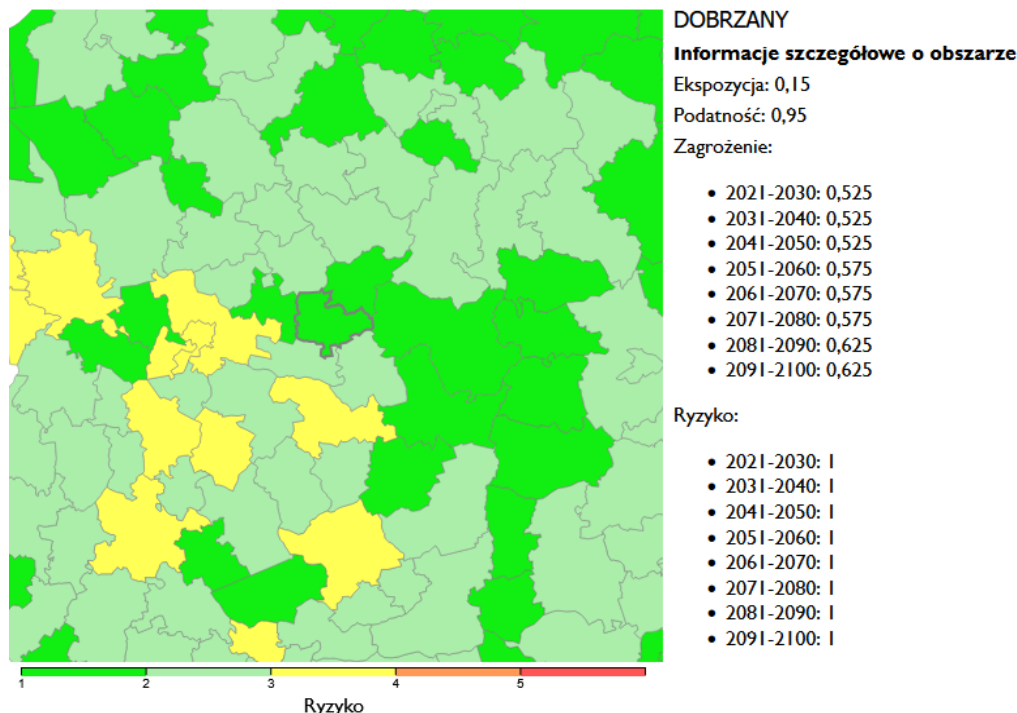 DOBRZANY
Informacje szczegółowe o obszarze
Ekspozycja: 0,15
Podatność: 0,95
Zagrożenie:
• 2021-2030: 0,525
• 2031-2040: 0,525
• 2041-2050: 0,525
• 2051-2060: 0,575
• 2061-2070: 0,575
• 2071-2080: 0,575
• 2081-2090: 0,625
• 2091-2100: 0,625
Ryzyko:
• 2021-2030: 1
• 2031-2040: 1
• 2041-2050: 1
• 2051-2060: 1
• 2061-2070: 1
• 2071-2080: 1
• 2081-2090: 1
• 2091-2100: 1
1 2 3 4 5
Ryzyko